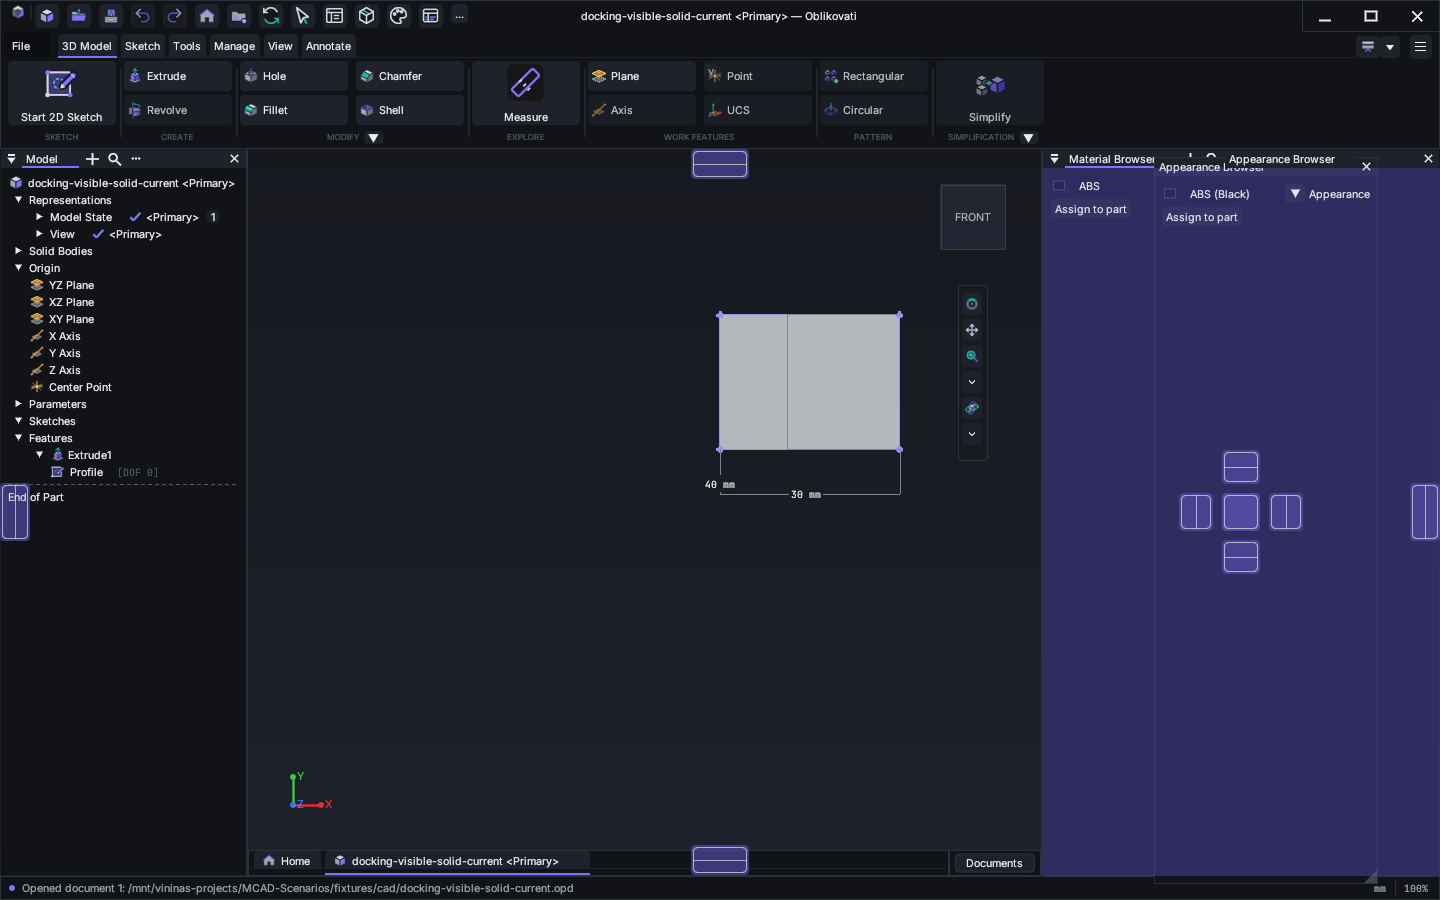 docking-visible-solid-current <Primary> — Oblikovati
File
3D Model
Sketch
Tools
Manage
View
Annotate
Start 2D Sketch
Extrude
Revolve
Hole
Fillet
Chamfer
Shell
Measure
Plane
Axis
Point
UCS
Rectangular
Circular
Simplify
SKETCH
CREATE
MODIFY
EXPLORE
WORK FEATURES
PATTERN
SIMPLIFICATION
Model
docking-visible-solid-current <Primary>
Representations
Model State <Primary> 1
View <Primary>
Solid Bodies
Origin
YZ Plane
XZ Plane
XY Plane
X Axis
Y Axis
Z Axis
Center Point
Parameters
Sketches
Features
Extrude1
Profile [DOF 0]
End of Part
FRONT
40 mm
30 mm
Y
Z
X
Material Browser
Appearance Browser
Appearance Browser
ABS
Assign to part
ABS (Black)
Appearance
Assign to part
Home
docking-visible-solid-current <Primary>
Documents
Opened document 1: /mnt/vininas-projects/MCAD-Scenarios/fixtures/cad/docking-visible-solid-current.opd
mm
100%